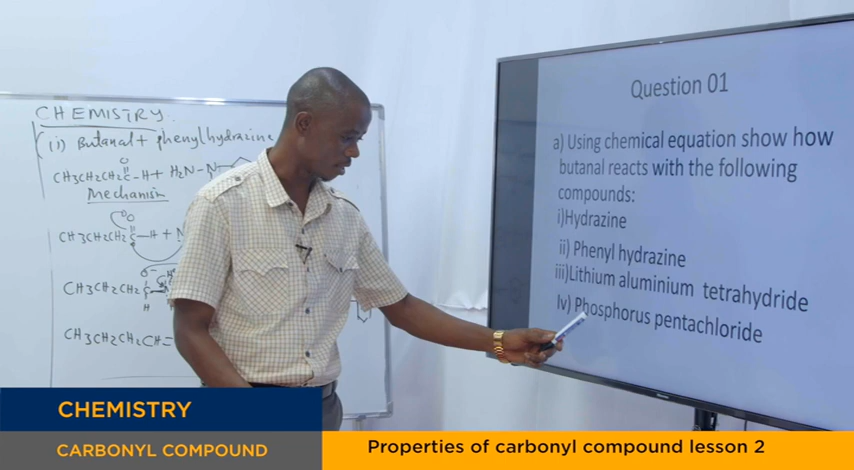 CHEMISTRY
(i) Butanal + phenylhydrazine
O
CH3CH2CH2C-H + H2N-N
Mechanism
CH3CH2CH2C-H +
CH3CH2CH2C
H
CH3CH2CH2CH=
Question 01
a) Using chemical equation show how
butanal reacts with the following
compounds:
i)Hydrazine
ii) Phenyl hydrazine
iii)Lithium aluminium tetrahydride
Iv) Phosphorus pentachloride
CHEMISTRY
CARBONYL COMPOUND
Properties of carbonyl compound lesson 2